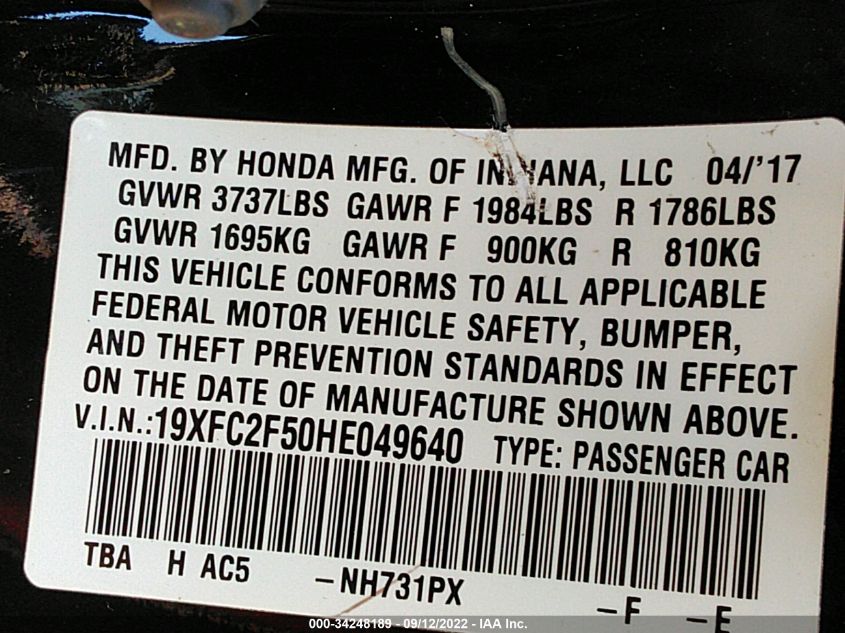 MFD. BY HONDA MFG. OF INDIANA, LLC 04/'17
GVWR 3737LBS GAWR F 1984LBS R 1786LBS
GVWR 1695KG GAWR F 900KG R 810KG
THIS VEHICLE CONFORMS TO ALL APPLICABLE
FEDERAL MOTOR VEHICLE SAFETY, BUMPER,
AND THEFT PREVENTION STANDARDS IN EFFECT
ON THE DATE OF MANUFACTURE SHOWN ABOVE.
V.I.N.:19XFC2F50HE049640 TYPE: PASSENGER CAR
TBA H AC5 -NH731PX -F -E
000-34248189 - 09/12/2022 - IAA Inc.